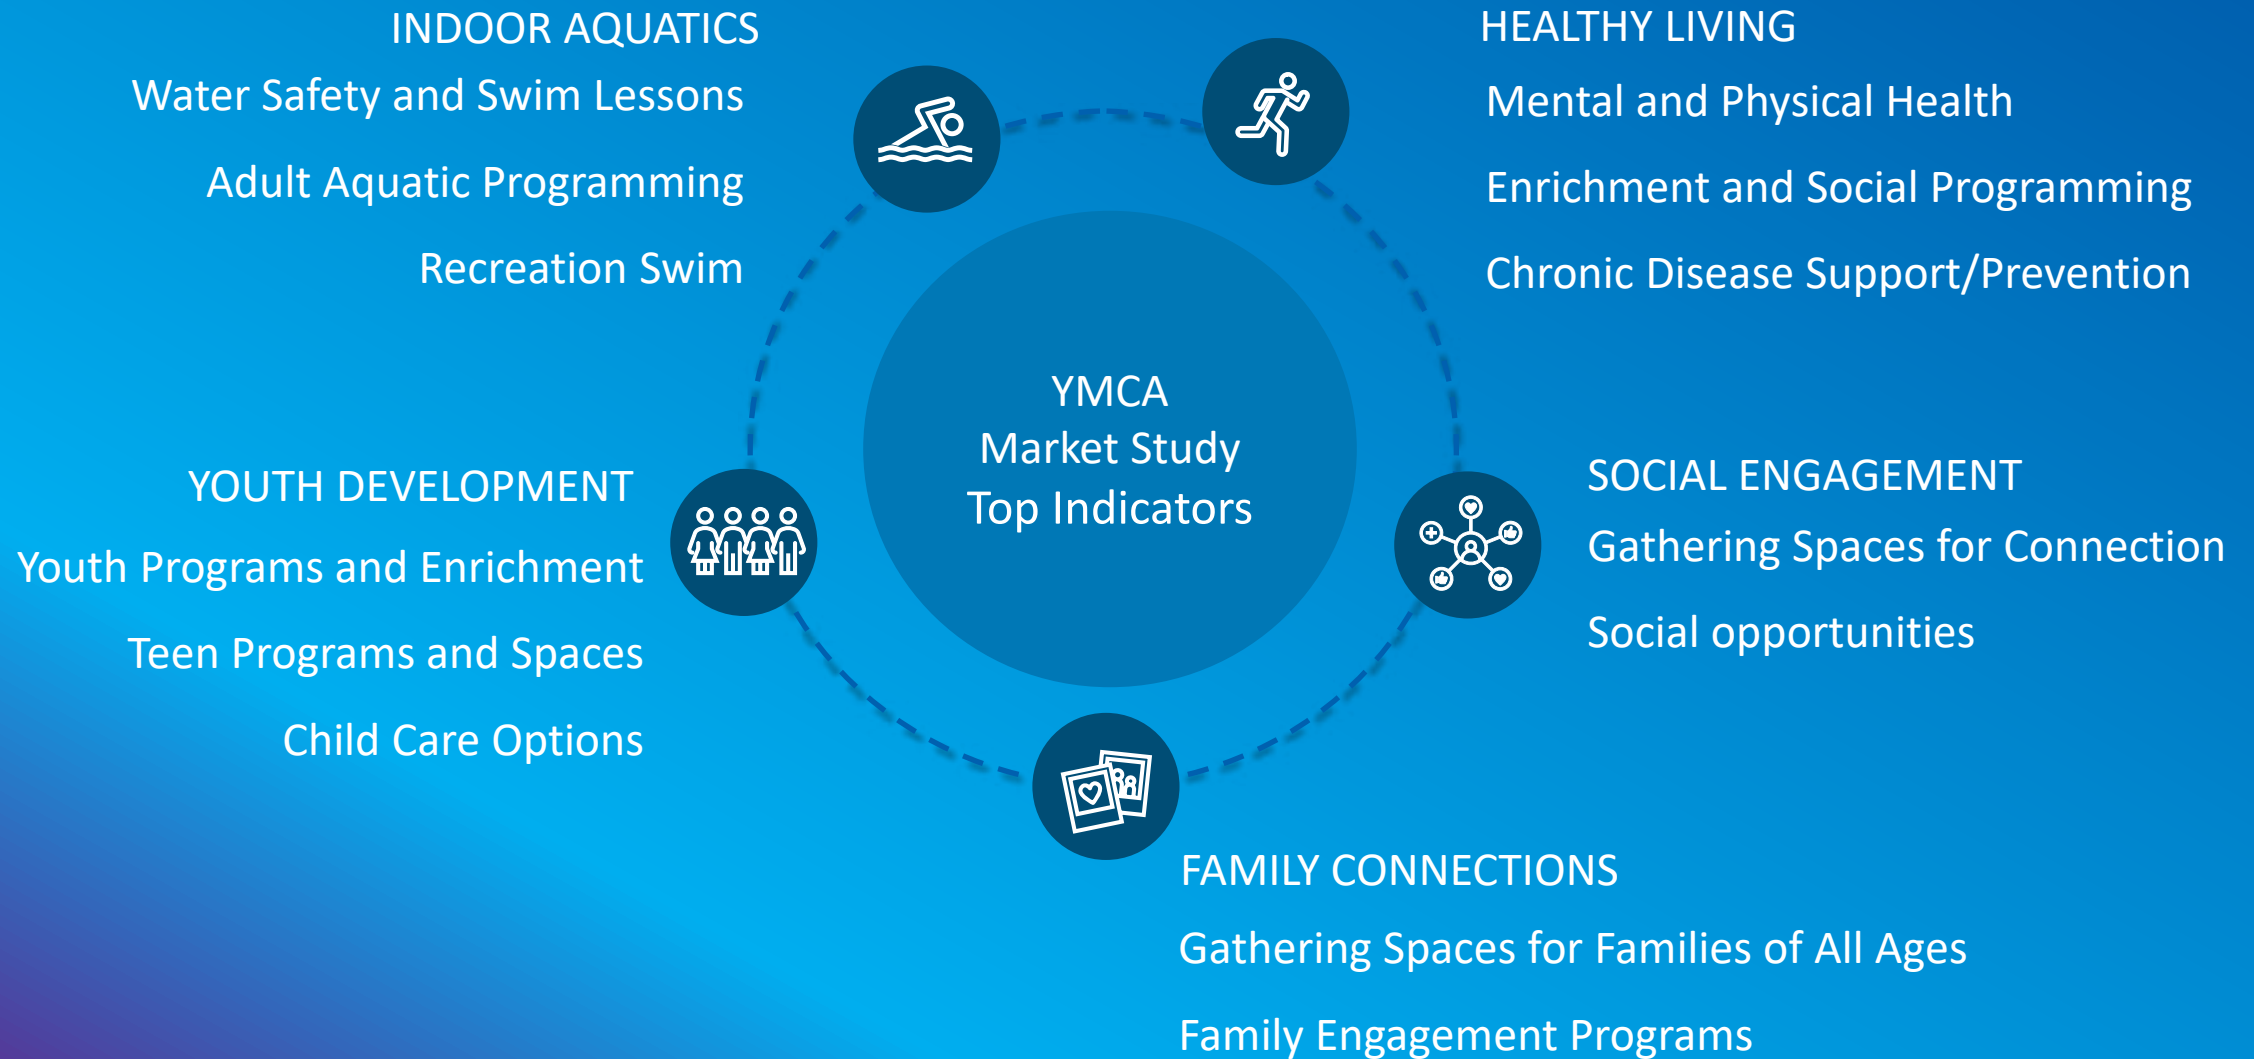 INDOOR AQUATICS
Water Safety and Swim Lessons
Adult Aquatic Programming
Recreation Swim
HEALTHY LIVING
Mental and Physical Health
Enrichment and Social Programming
Chronic Disease Support/Prevention
YMCA
Market Study
Top Indicators
YOUTH DEVELOPMENT
Youth Programs and Enrichment
Teen Programs and Spaces
Child Care Options
SOCIAL ENGAGEMENT
Gathering Spaces for Connection
Social opportunities
FAMILY CONNECTIONS
Gathering Spaces for Families of All Ages
Family Engagement Programs